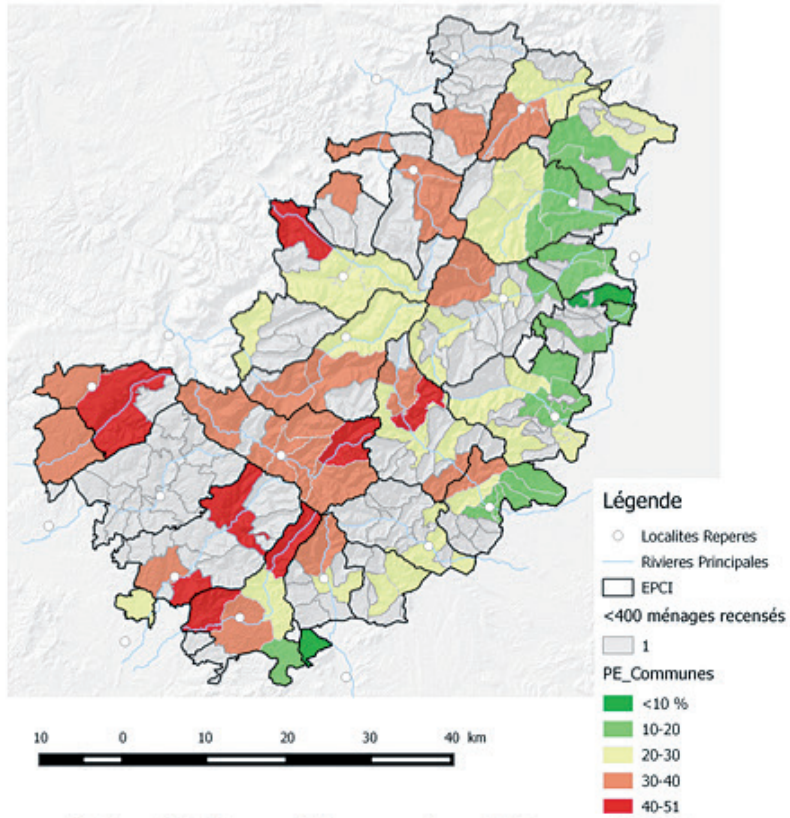 Légende
Localites Reperes
Rivieres Principales
EPCI
<400 ménages recensés
1
PE_Communes
<10 %
10-20
20-30
30-40
40-51
10 0 10 20 30 40 km